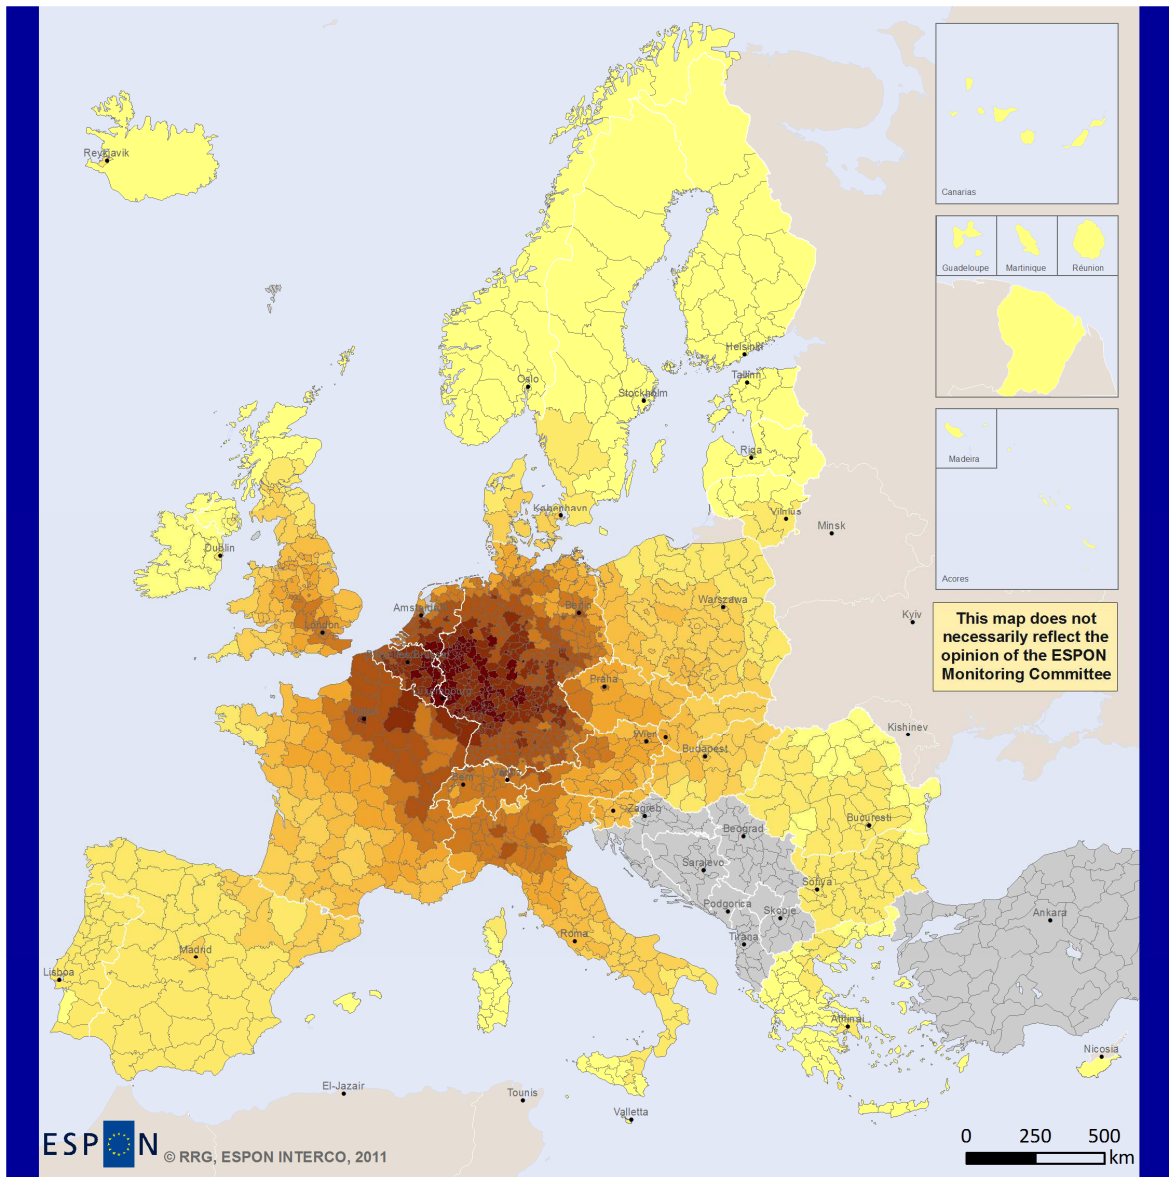 Reykjavik
Canarias
Guadeloupe
Martinique
Réunion
Helsinki
Tallinn
Oslo
Stockholm
Riga
Madeira
København
Vilnius
Minsk
Dublin
Acores
Amsterdam
Berlin
Warszawa
London
Kyiv
This map does not
necessarily reflect the
opinion of the ESPON
Monitoring Committee
Praha
Luxembourg
Paris
Kishinev
Wien
Budapest
Bern
Zagreb
Bucuresti
Beograd
Sarajevo
Sofiya
Podgorica
Skopje
Ankara
Tirana
Roma
Madrid
Lisboa
Athinai
Nicosia
El-Jazair
Tounis
Valletta
ESPON
© RRG, ESPON INTERCO, 2011
0 250 500
km